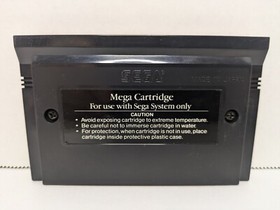 SEGA
Mega Cartridge
For use with Sega System only
CAUTION
• Avoid exposing cartridge to extreme temperature.
• Be careful not to immerse cartridge in water.
• For protection, when cartridge is not in use, place
cartridge inside protective plastic case.